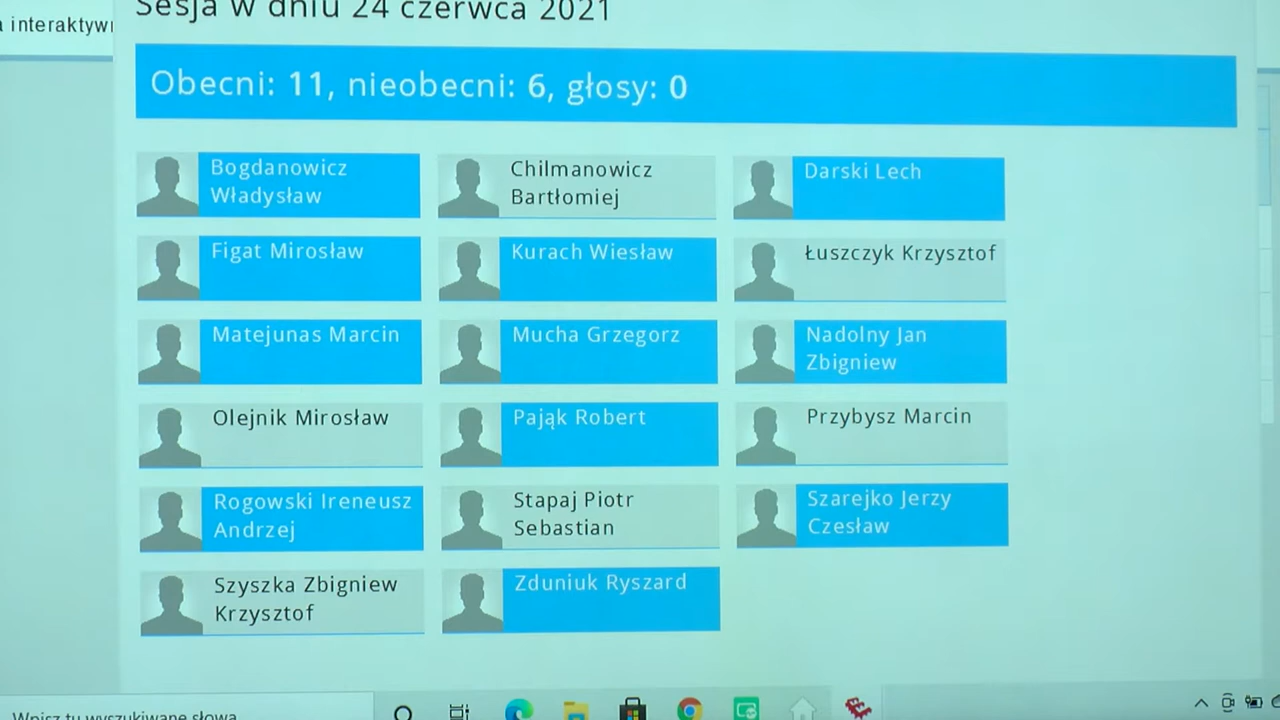 Sesja w dniu 24 czerwca 2021
interaktywn
Obecni: 11, nieobecni: 6, głosy: 0
Bogdanowicz
Władysław
Chilmanowicz
Bartłomiej
Darski Lech
Figat Mirosław
Kurach Wiesław
Łuszczyk Krzysztof
Matejunas Marcin
Mucha Grzegorz
Nadolny Jan
Zbigniew
Olejnik Mirosław
Pająk Robert
Przybysz Marcin
Rogowski Ireneusz
Andrzej
Stapaj Piotr
Sebastian
Szarejko Jerzy
Czesław
Szyszka Zbigniew
Krzysztof
Zduniuk Ryszard
Wpisz tu wyszukiwane słowa